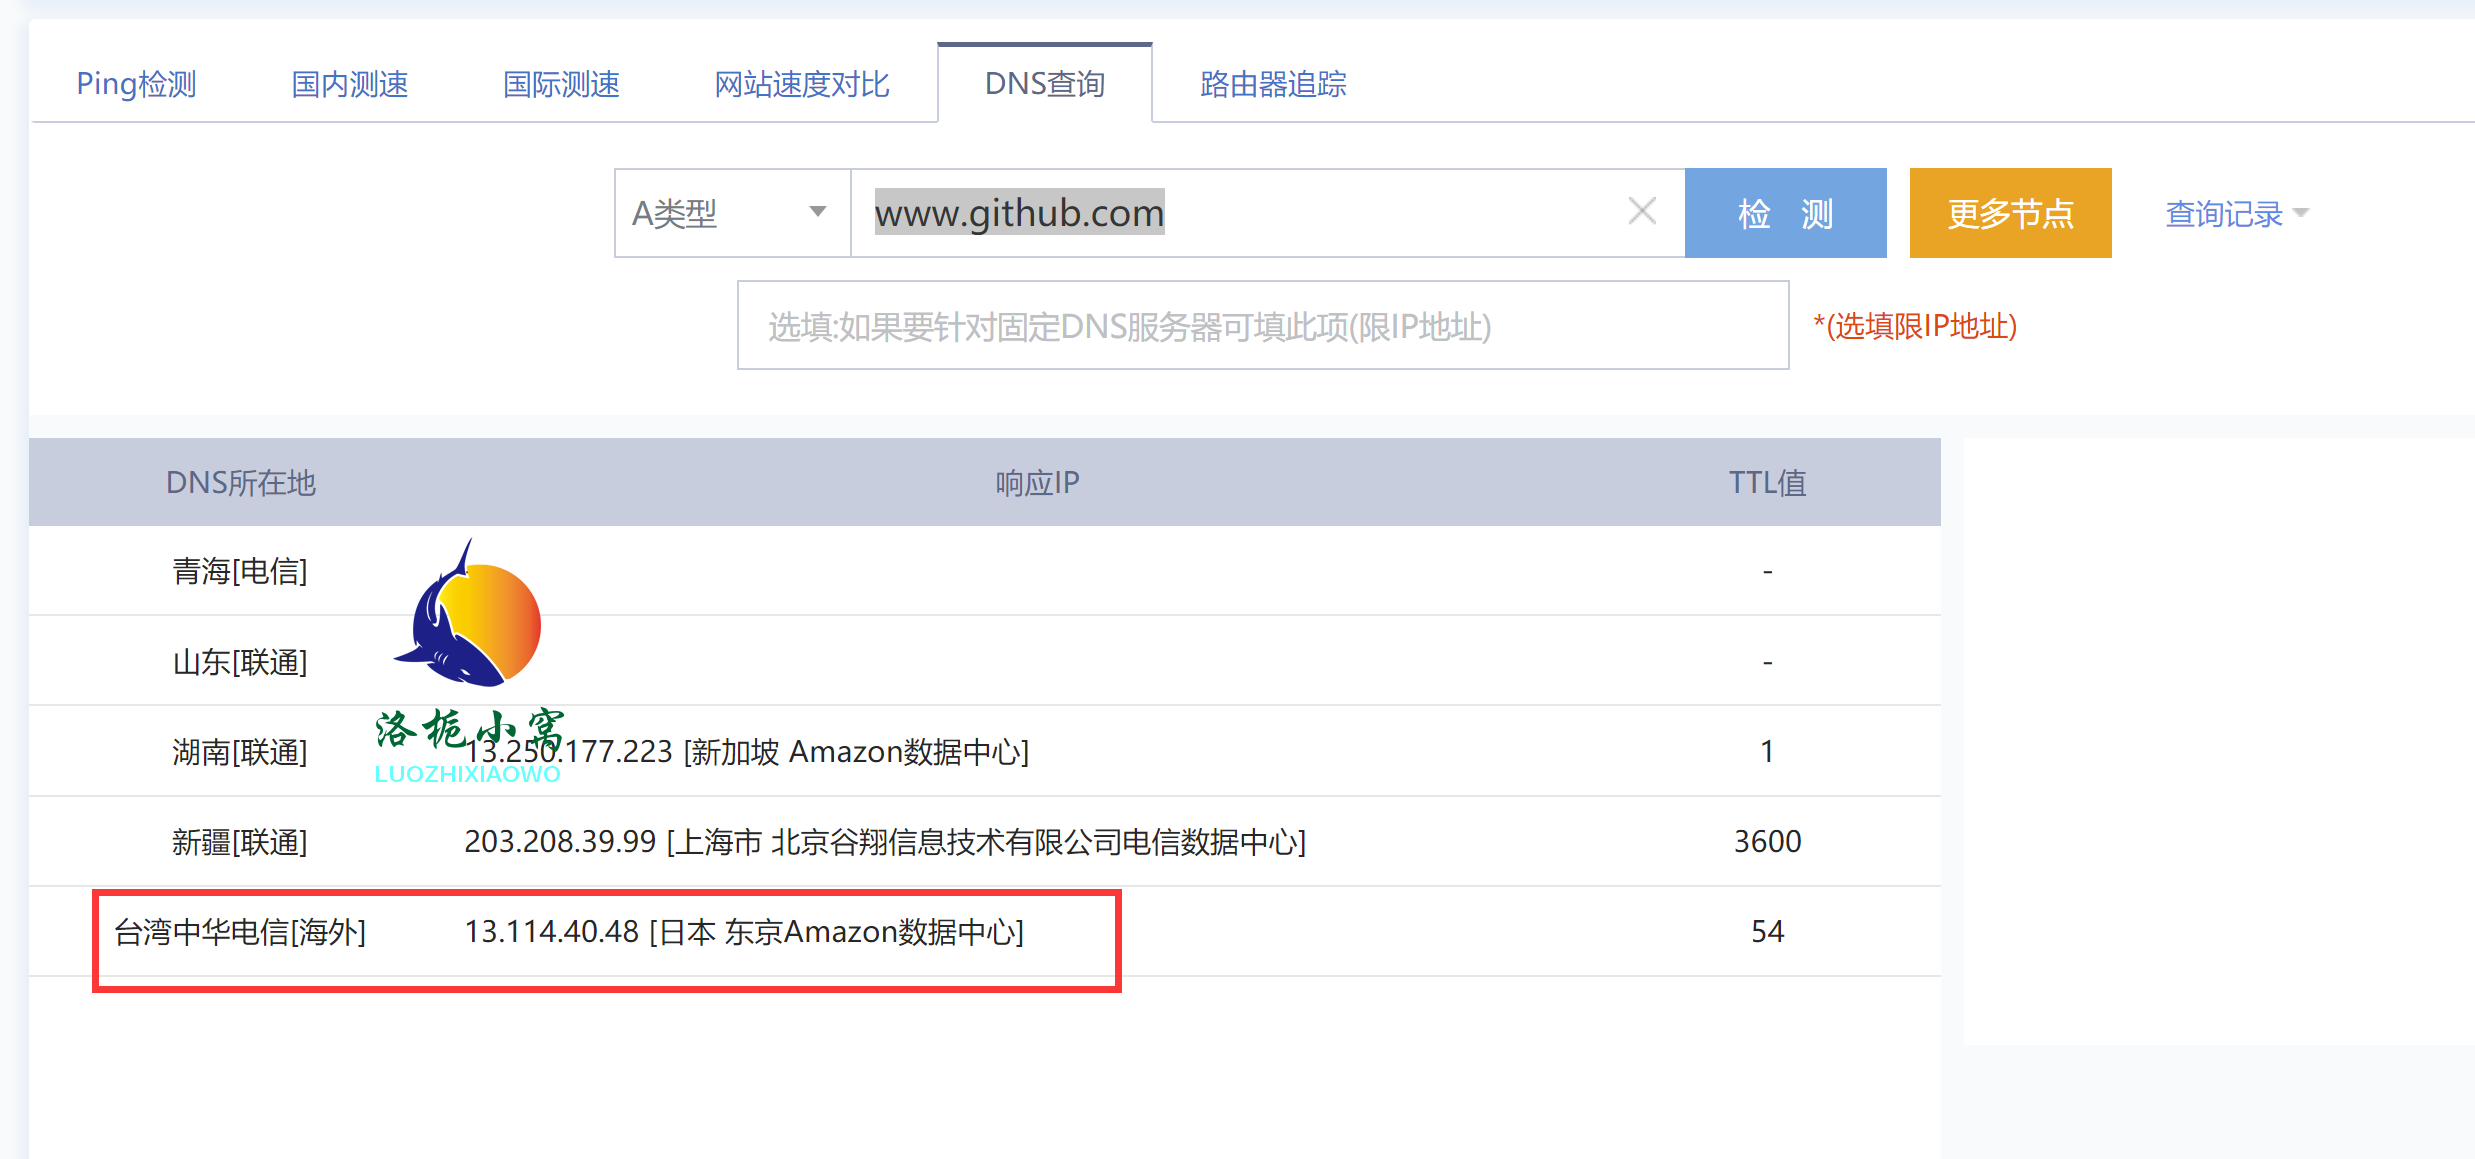 Ping检测 国内测速 国际测速 网站速度对比 DNS查询 路由器追踪
A类型 www.github.com 检 测 更多节点 查询记录
选填:如果要针对固定DNS服务器可填此项(限IP地址) *(选填限IP地址)
DNS所在地 响应IP TTL值
青海[电信] -
山东[联通] -
洛栀小窝
湖南[联通] 13.250.177.223 [新加坡 Amazon数据中心] 1
LUOZHIXIAOWO
新疆[联通] 203.208.39.99 [上海市 北京谷翔信息技术有限公司电信数据中心] 3600
台湾中华电信[海外] 13.114.40.48 [日本 东京Amazon数据中心] 54